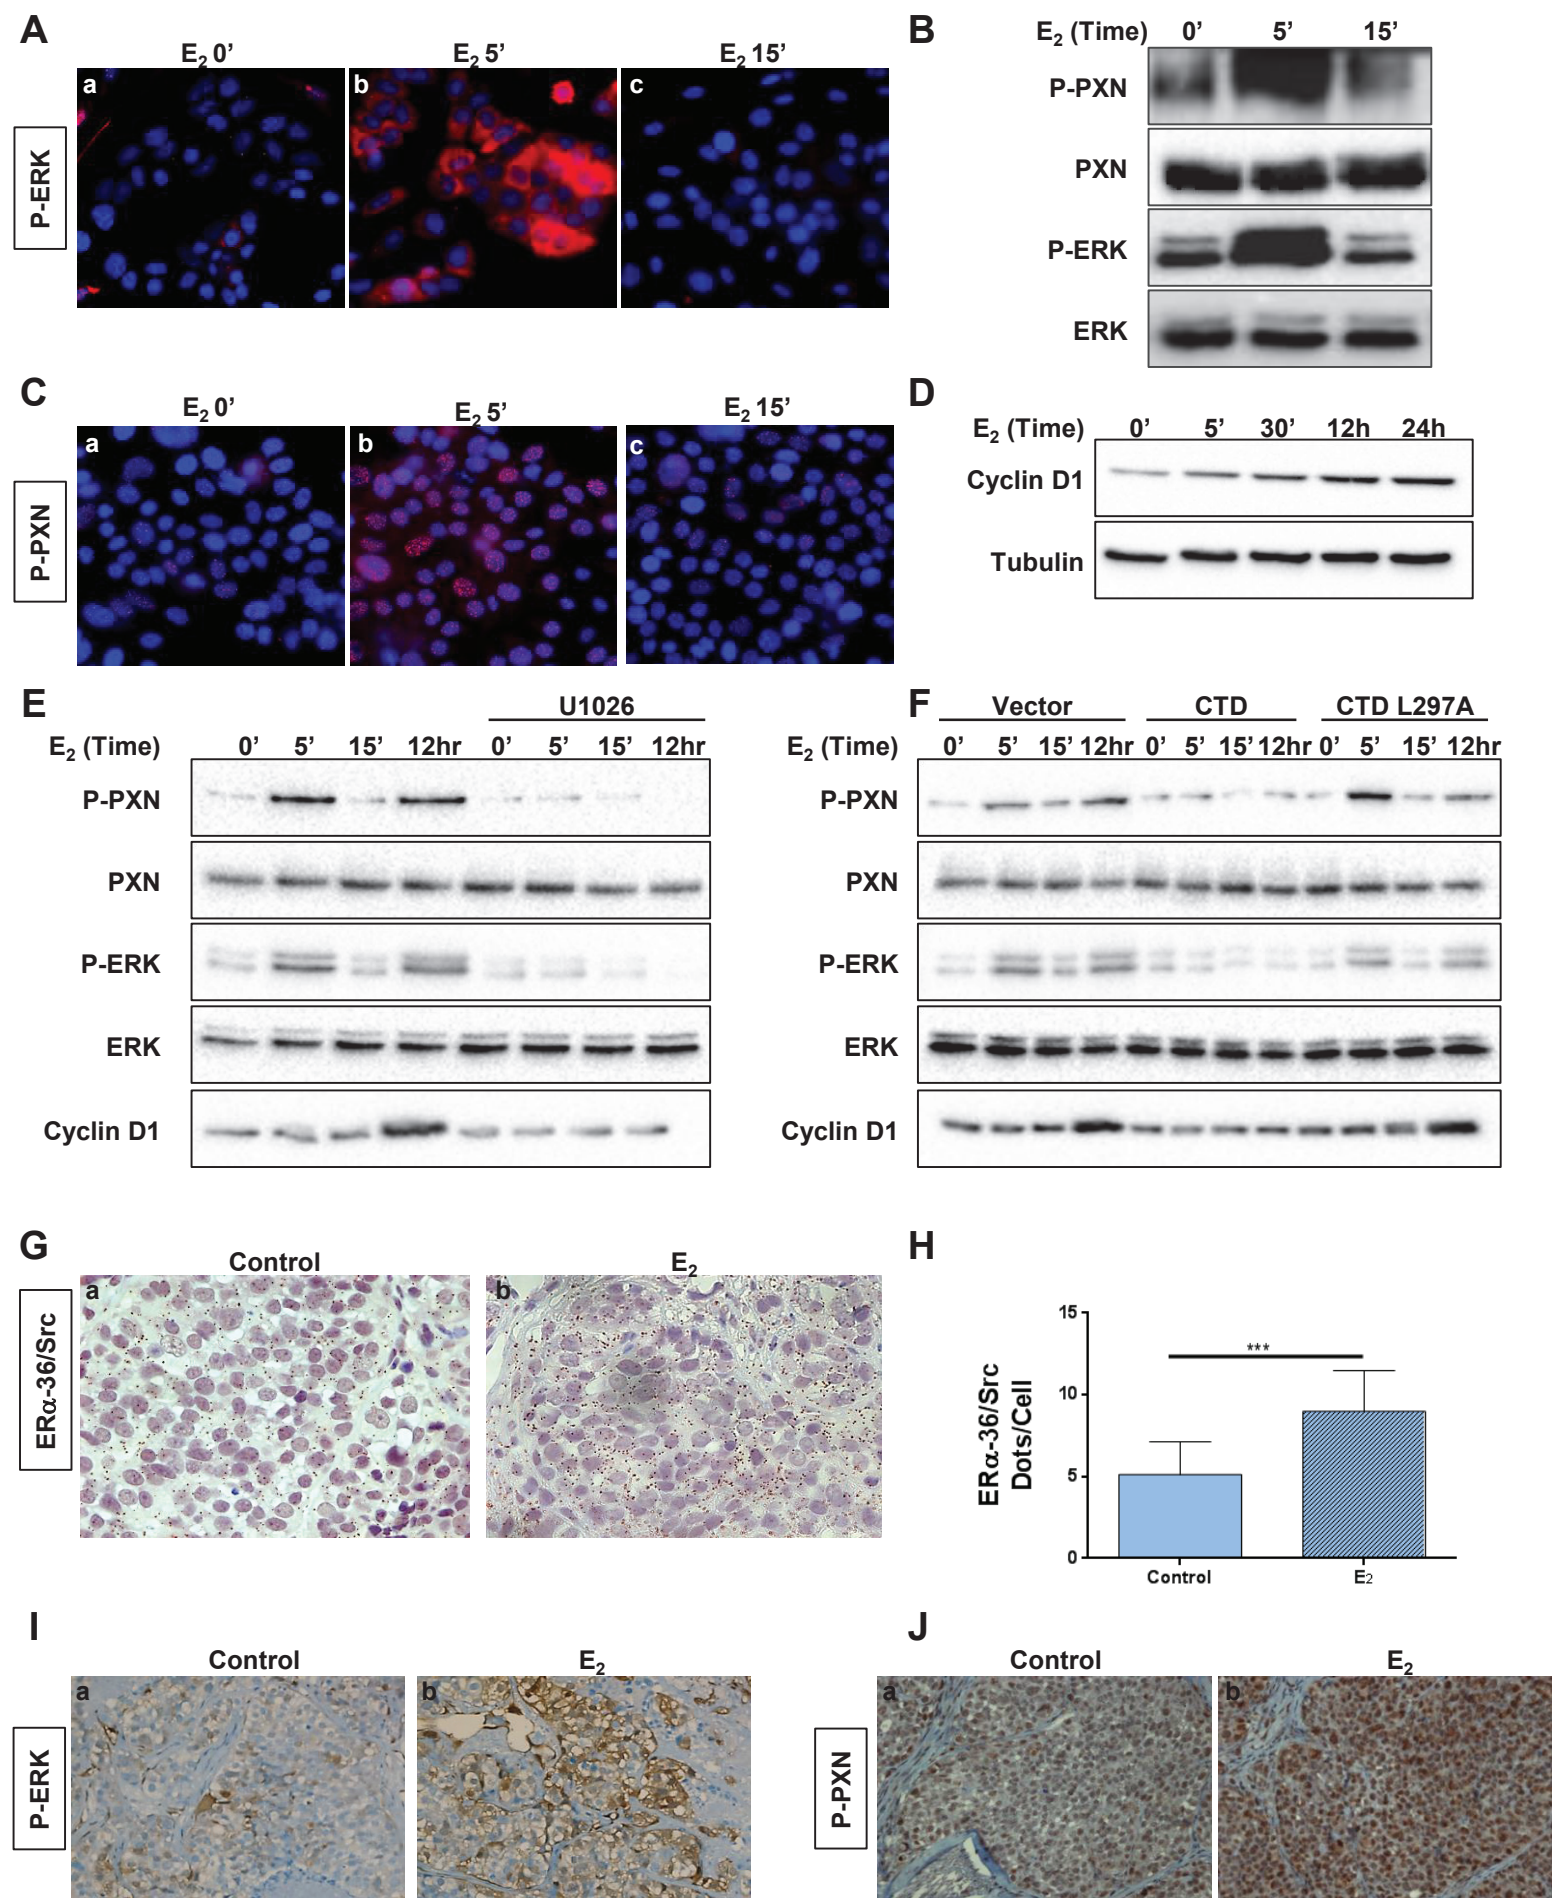 A
E2 0’
E2 5’
E2 15’
P-ERK
a
b
c
B
E2 (Time) 0’ 5’ 15’
P-PXN
PXN
P-ERK
ERK
C
E2 0’
E2 5’
E2 15’
P-PXN
a
b
c
D
E2 (Time) 0’ 5’ 30’ 12h 24h
Cyclin D1
Tubulin
E
U1026
E2 (Time) 0’ 5’ 15’ 12hr 0’ 5’ 15’ 12hr
P-PXN
PXN
P-ERK
ERK
Cyclin D1
F
Vector CTD CTD L297A
E2 (Time) 0’ 5’ 15’ 12hr 0’ 5’ 15’ 12hr 0’ 5’ 15’ 12hr
P-PXN
PXN
P-ERK
ERK
Cyclin D1
G
Control
E2
ERα-36/Src
a
b
H
ERα-36/Src
Dots/Cell
15
10
5
0
***
Control
E2
I
Control
E2
P-ERK
a
b
J
Control
E2
P-PXN
a
b